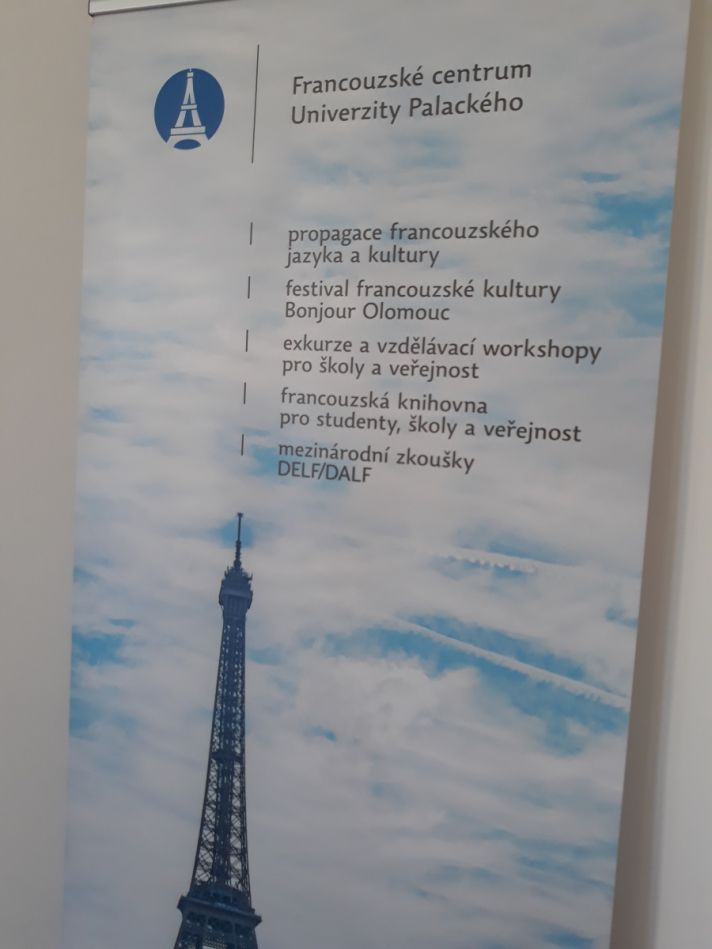 Francouzské centrum
Univerzity Palackého
propagace francouzského
jazyka a kultury
festival francouzské kultury
Bonjour Olomouc
exkurze a vzdělávací workshopy
pro školy a veřejnost
francouzská knihovna
pro studenty, školy a veřejnost
mezinárodní zkoušky
DELF/DALF